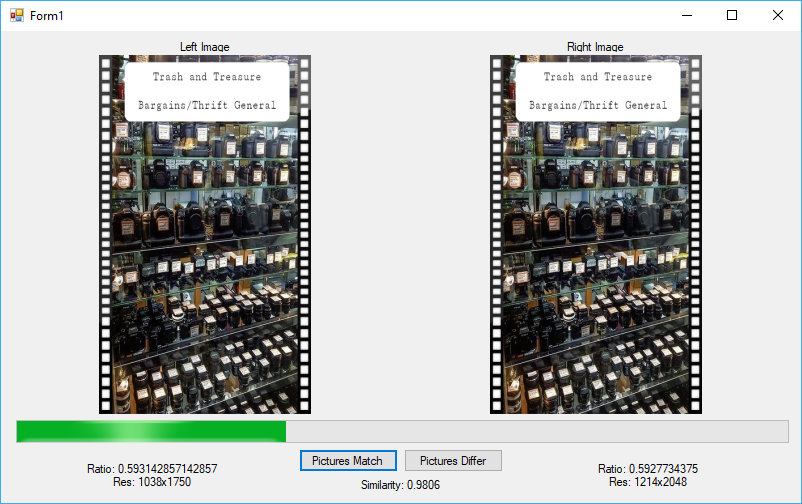 Form1
Left Image
Right Image
Trash and Treasure
Bargains/Thrift General
Trash and Treasure
Bargains/Thrift General
Pictures Match
Pictures Differ
Ratio: 0.593142857142857
Res: 1038x1750
Similarity: 0.9806
Ratio: 0.5927734375
Res: 1214x2048